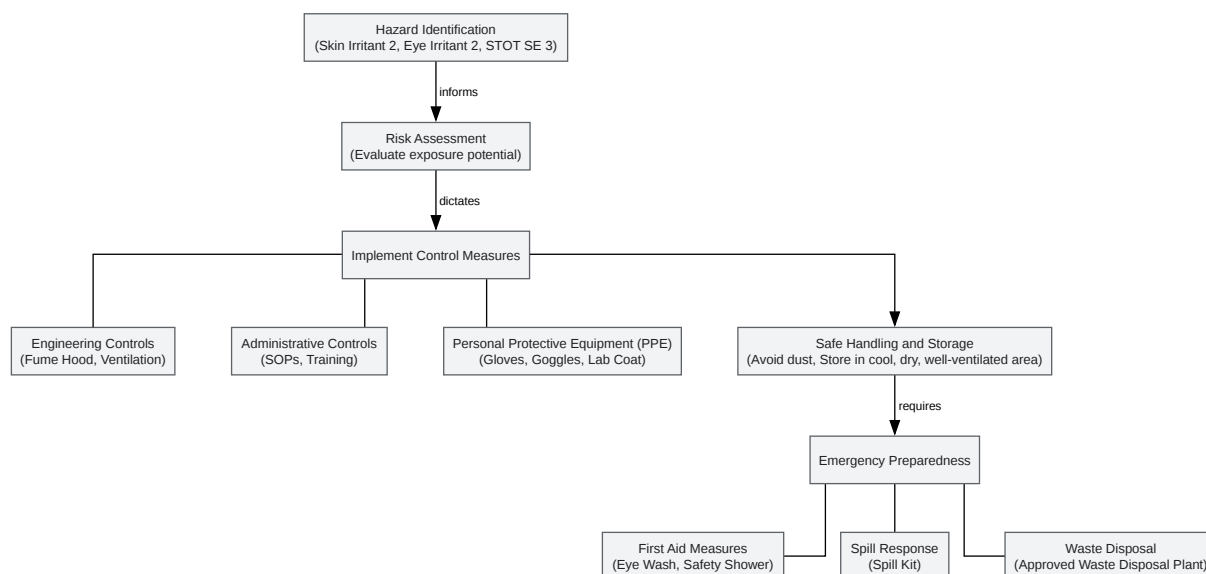 Hazard Identification
(Skin Irritant 2, Eye Irritant 2, STOT SE 3)
informs
Risk Assessment
(Evaluate exposure potential)
dictates
Implement Control Measures
Engineering Controls
(Fume Hood, Ventilation)
Administrative Controls
(SOPs, Training)
Personal Protective Equipment (PPE)
(Gloves, Goggles, Lab Coat)
Safe Handling and Storage
(Avoid dust, Store in cool, dry, well-ventilated area)
requires
Emergency Preparedness
First Aid Measures
(Eye Wash, Safety Shower)
Spill Response
(Spill Kit)
Waste Disposal
(Approved Waste Disposal Plant)